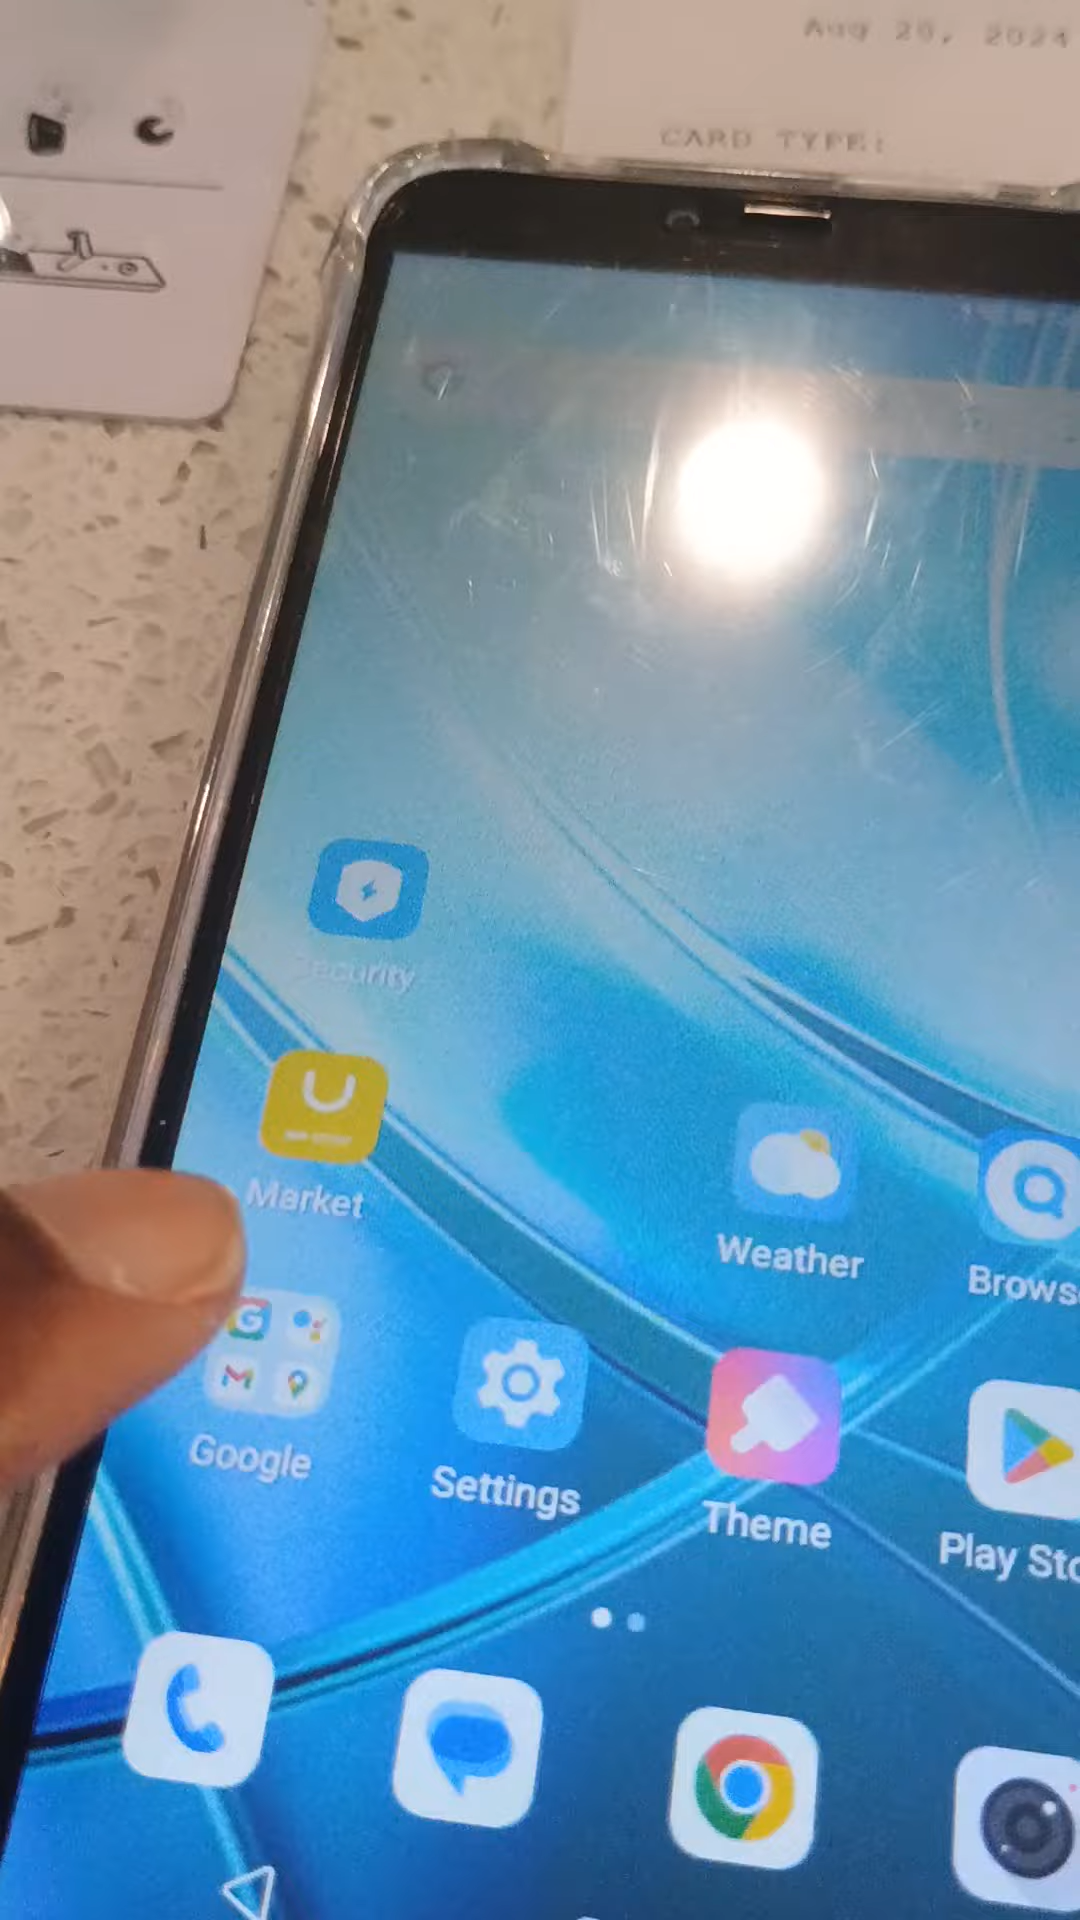 Aug 28, 2024
CARD TYPE:
Security
Market
Weather
Brows
Google
Settings
Theme
Play Sto